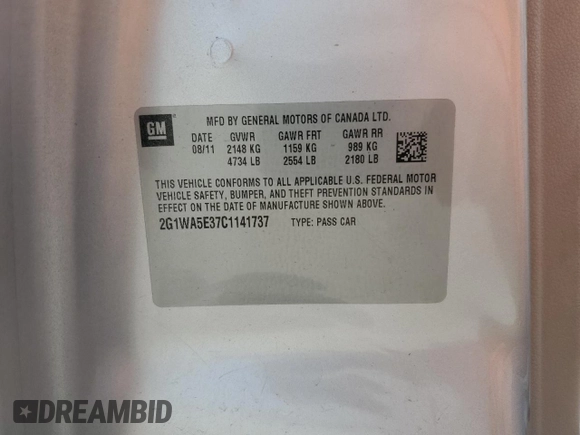 GM
MFD BY GENERAL MOTORS OF CANADA LTD.
DATE GVWR GAWR FRT GAWR RR
08/11 2148 KG 1159 KG 989 KG
4734 LB 2554 LB 2180 LB
THIS VEHICLE CONFORMS TO ALL APPLICABLE U.S. FEDERAL MOTOR
VEHICLE SAFETY, BUMPER, AND THEFT PREVENTION STANDARDS IN
EFFECT ON THE DATE OF MANUFACTURE SHOWN ABOVE.
2G1WA5E37C1141737 TYPE: PASS CAR
DREAMBID